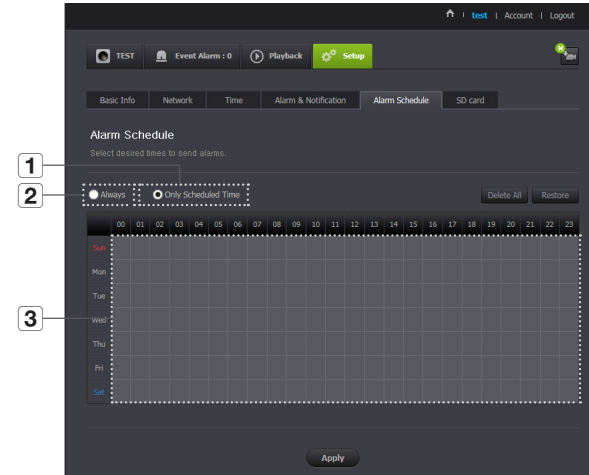 test | Account | Logout
TEST Event Alarm : 0 Playback Setup
N
Basic Info Network Time Alarm & Notification Alarm Schedule SD card
Alarm Schedule
Select desired times to send alarms.
1
2 Always Only Scheduled Time Delete All Restore
00 01 02 03 04 05 06 07 08 09 10 11 12 13 14 15 16 17 18 19 20 21 22 23
Sun
Mon
Tue
3 Wed
Thu
Fri
Sat
Apply